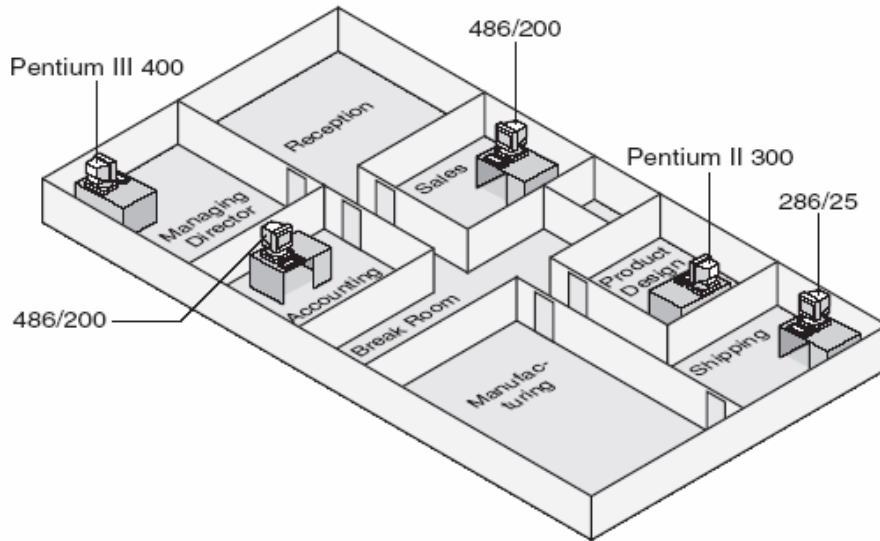 486/200
Pentium III 400
Reception
Sales
Pentium II 300
286/25
Managing
Director
Product
Design
Accounting
486/200
Break Room
Shipping
Manufac-
turing